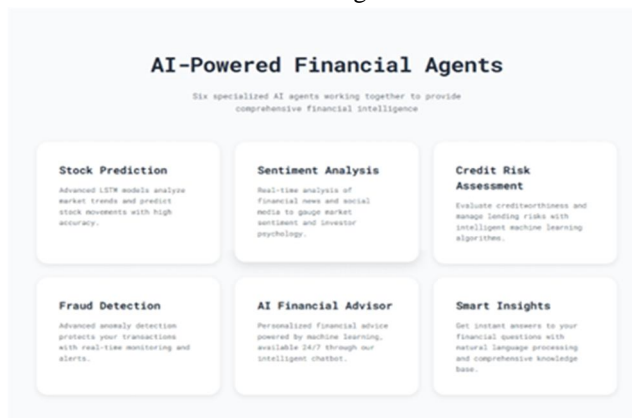 AI-Powered Financial Agents
Six specialized AI agents working together to provide
comprehensive financial intelligence
Stock Prediction
Advanced LSTM models analyze
market trends and predict
stock movements with high
accuracy.
Sentiment Analysis
Real-time analysis of
financial news and social
media to gauge market
sentiment and investor
psychology.
Credit Risk
Assessment
Evaluate creditworthiness and
manage lending risks with
intelligent machine learning
algorithms.
Fraud Detection
Advanced anomaly detection
protects your transactions
with real-time monitoring and
alerts.
AI Financial Advisor
Personalized financial advice
powered by machine learning,
available 24/7 through our
intelligent chatbot.
Smart Insights
Get instant answers to your
financial questions with
natural language processing
and comprehensive knowledge
base.